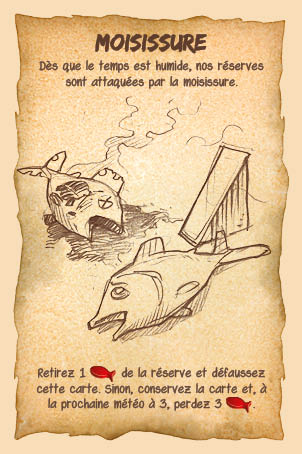 MOISISSURE
Dès que le temps est humide, nos réserves
sont attaquées par la moisissure.
Retirez 1 de la réserve et défaussez
cette carte. Sinon, conservez la carte et, à
la prochaine météo à 3, perdez 3 .